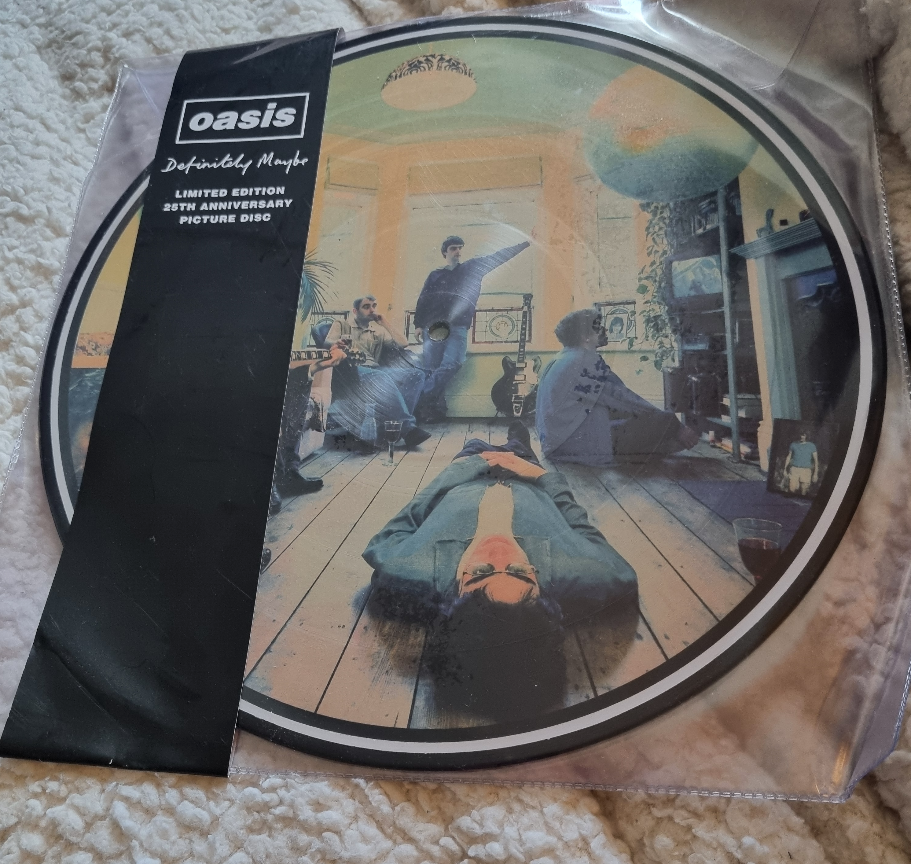 oasis
Definitely Maybe
LIMITED EDITION
25TH ANNIVERSARY
PICTURE DISC